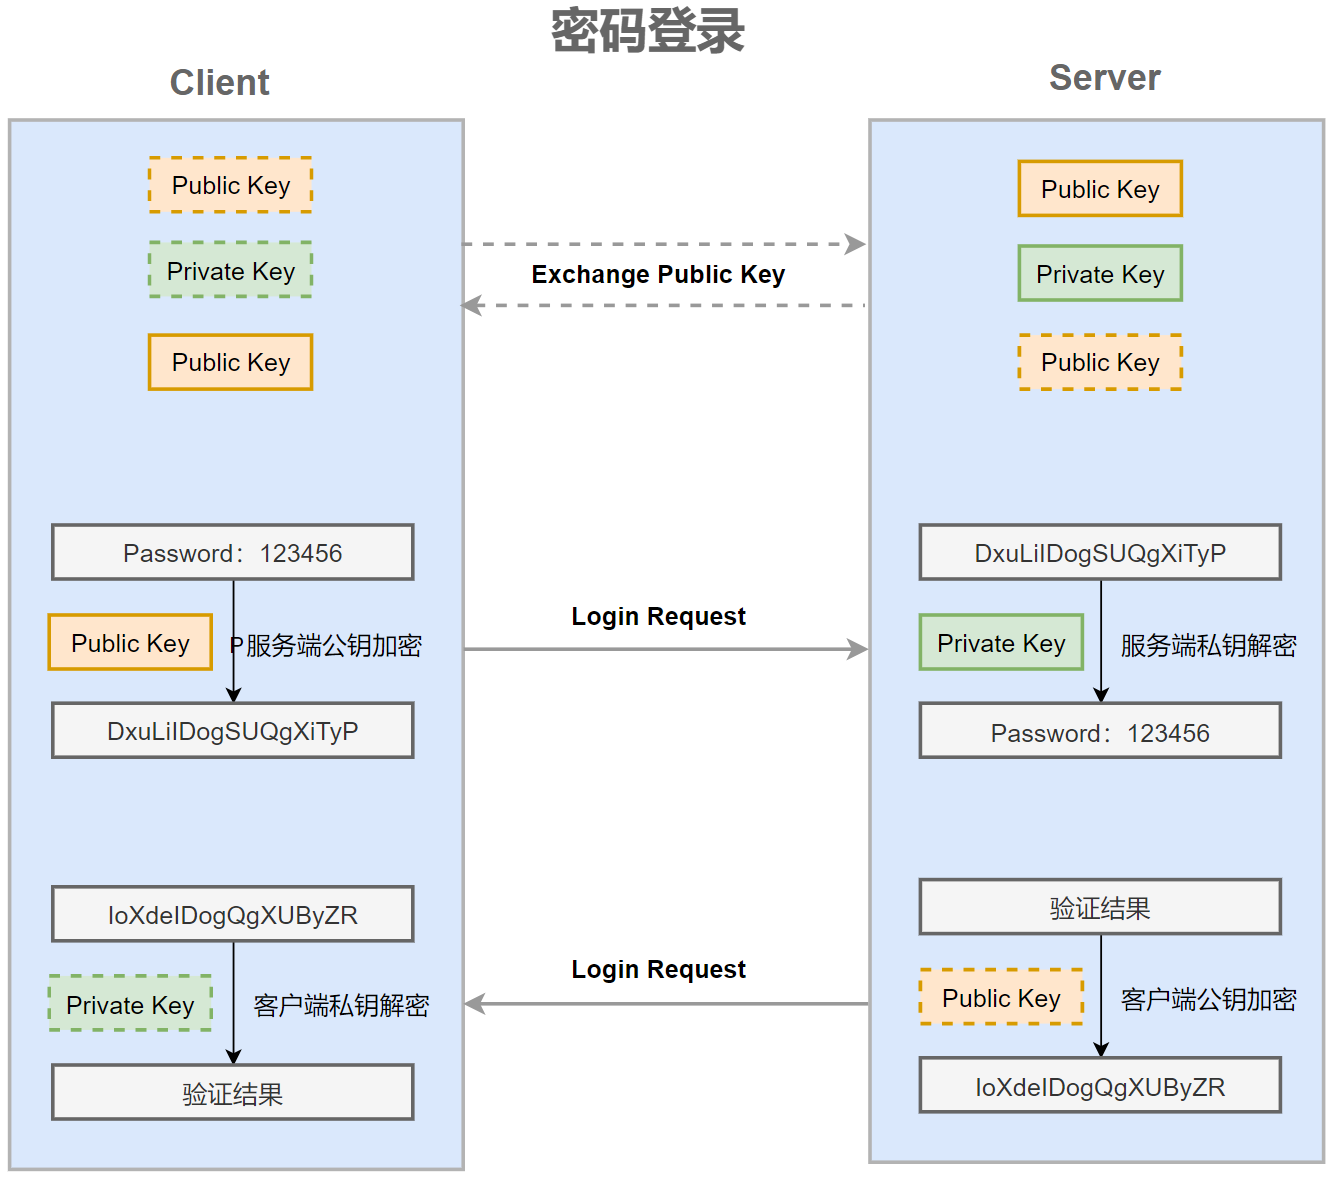 密码登录
Client
Server
Public Key
Private Key
Public Key
Exchange Public Key
Public Key
Private Key
Public Key
Password：123456
Public Key
P服务端公钥加密
DxuLiIDogSUQgXiTyP
Login Request
DxuLiIDogSUQgXiTyP
Private Key
服务端私钥解密
Password：123456
IoXdeIDogQgXUByZR
Private Key
客户端私钥解密
验证结果
Login Request
验证结果
Public Key
客户端公钥加密
IoXdeIDogQgXUByZR